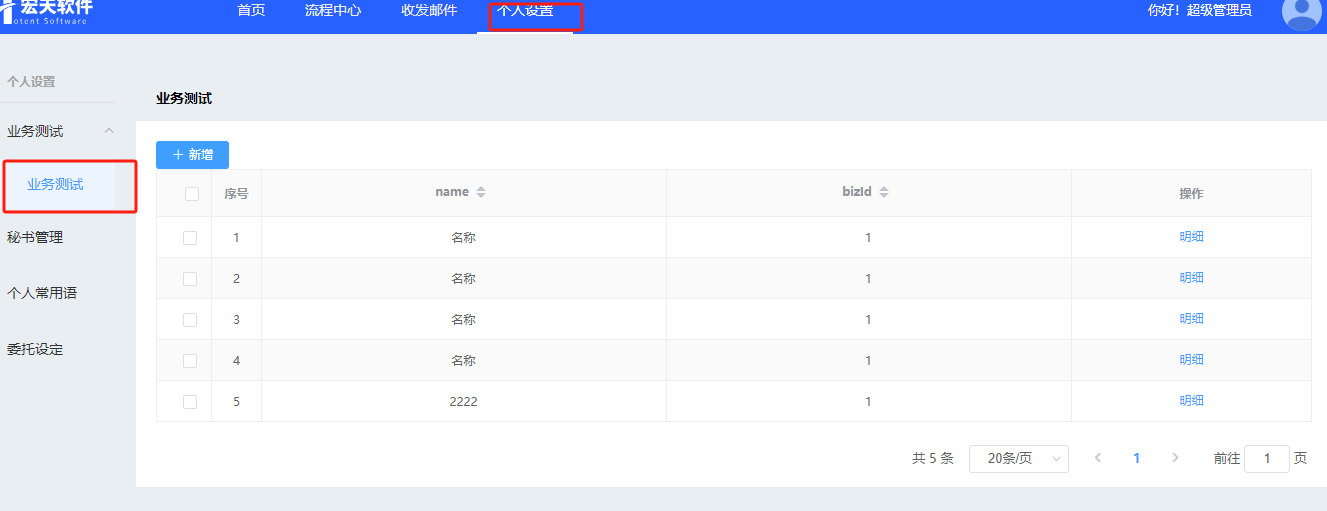 宏天软件
otent Software
首页 流程中心 收发邮件 个人设置 你好！超级管理员
个人设置
业务测试
业务测试
秘书管理
个人常用语
委托设定
业务测试
+ 新增
序号 name bizId 操作
1 名称 1 明细
2 名称 1 明细
3 名称 1 明细
4 名称 1 明细
5 2222 1 明细
共 5 条 20条/页 1 前往 1 页